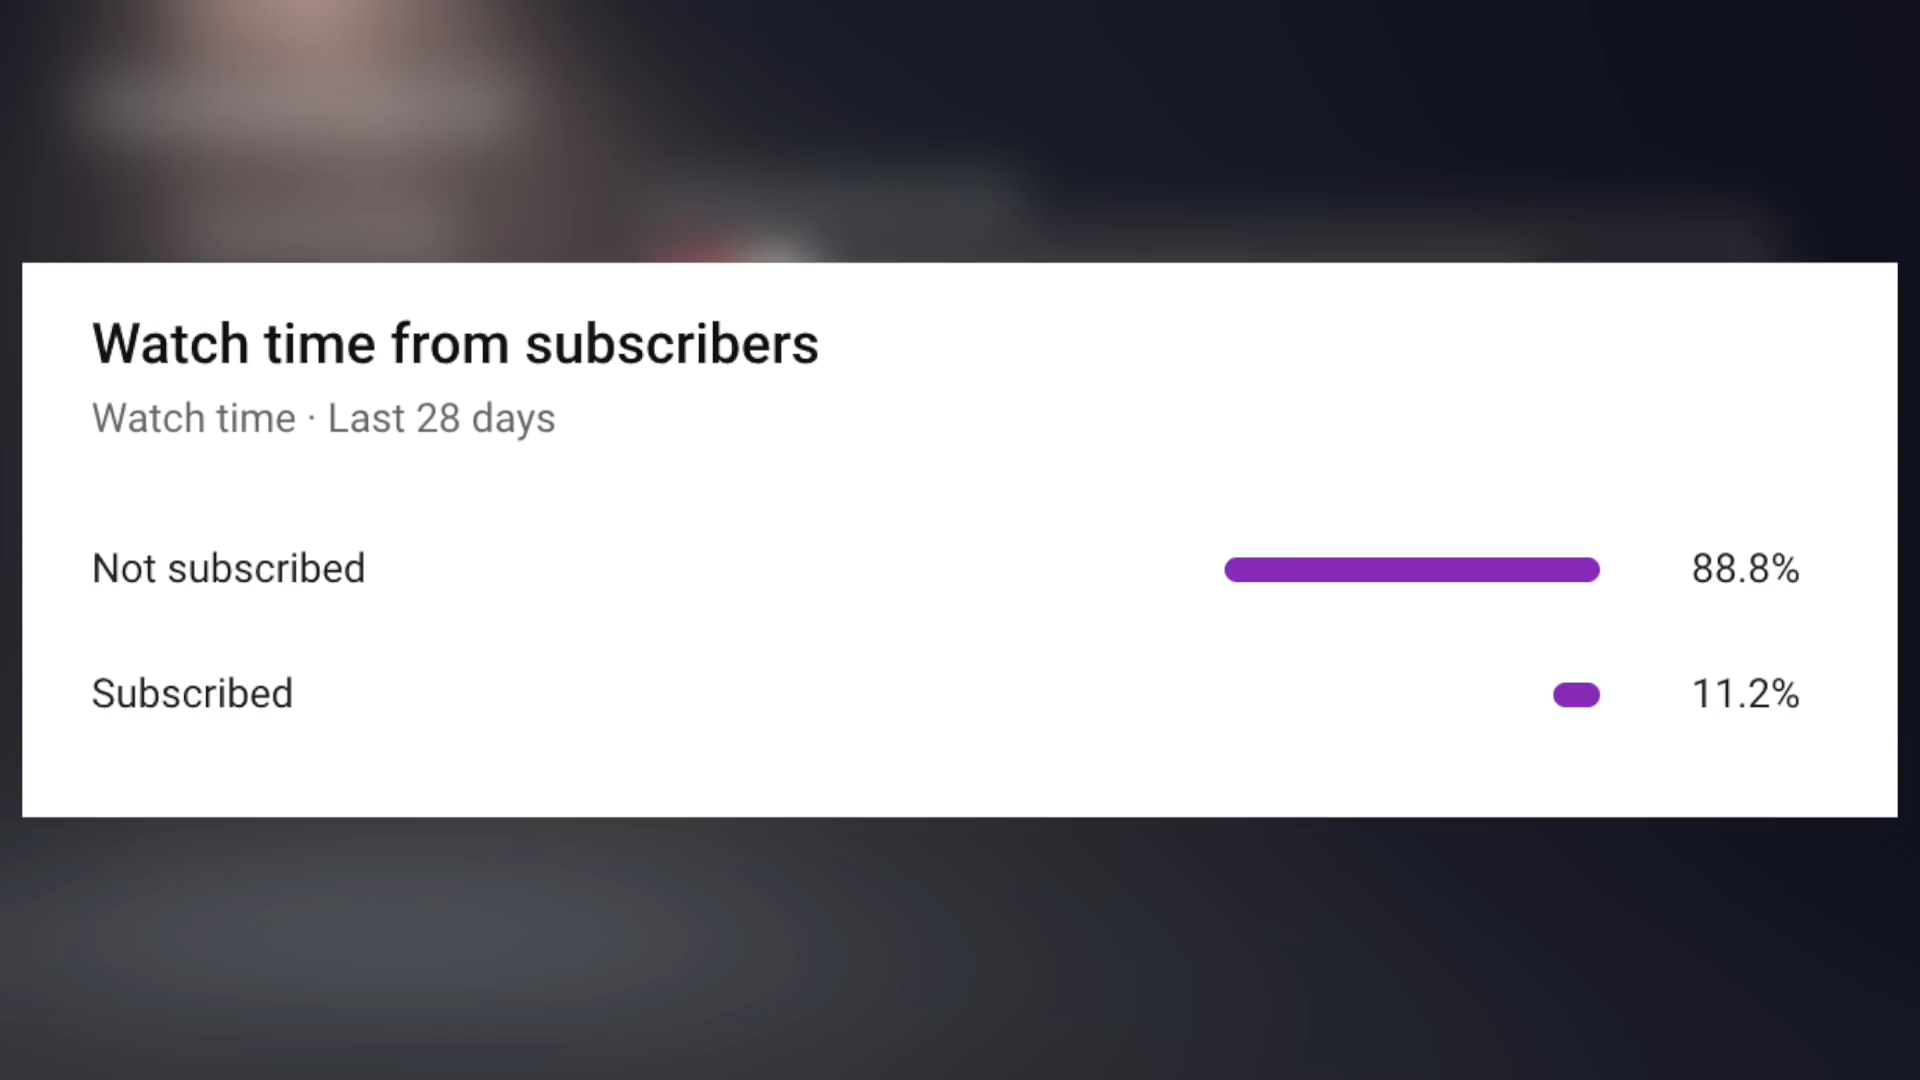 Watch time from subscribers
Watch time · Last 28 days
Not subscribed 88.8%
Subscribed 11.2%